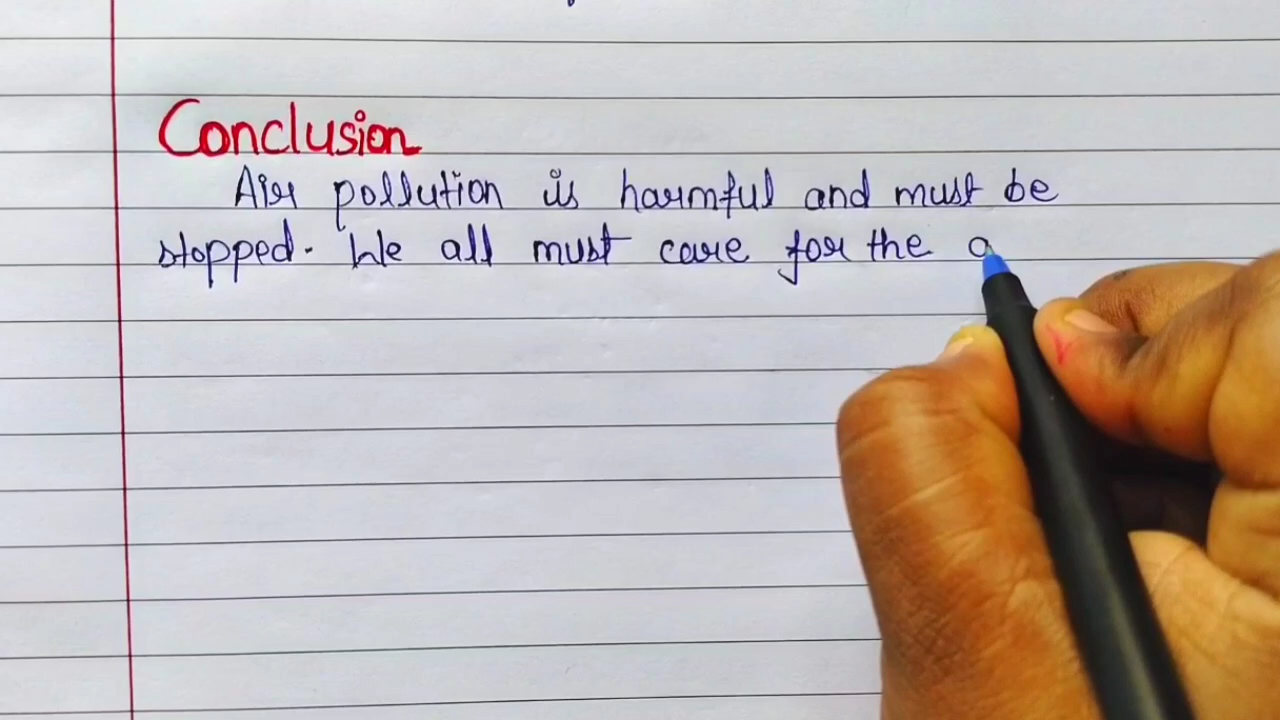 Conclusion
Air pollution is harmful and must be
stopped. We all must care for the